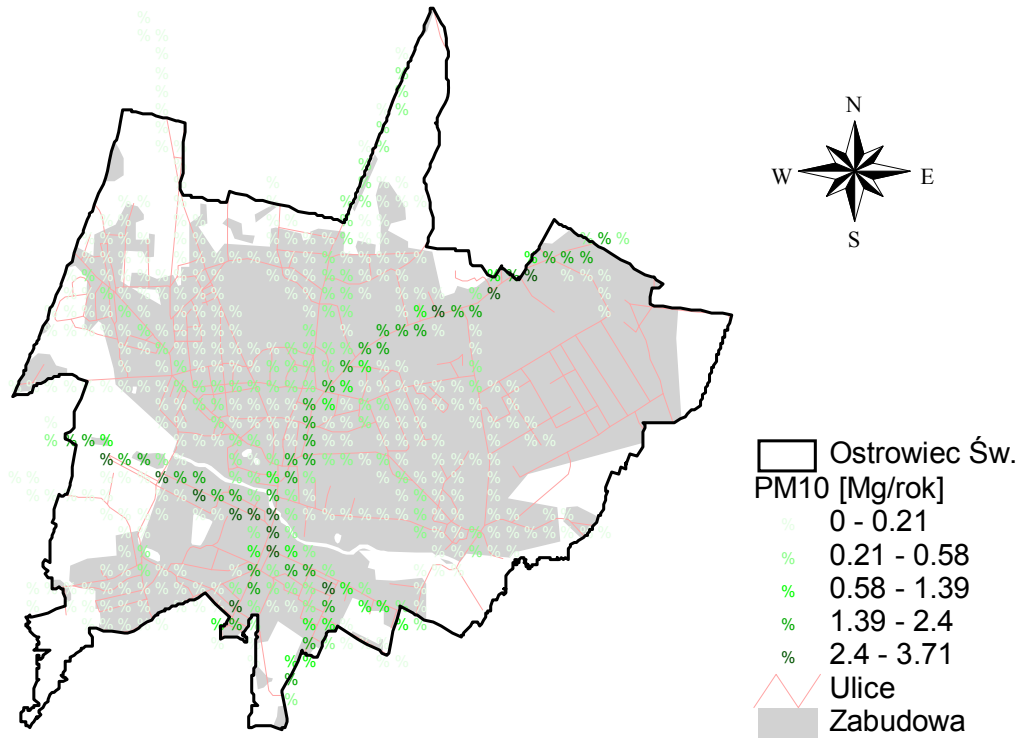 N
W E
S
Ostrowiec Św.
PM10 [Mg/rok]
% 0 - 0.21
% 0.21 - 0.58
% 0.58 - 1.39
% 1.39 - 2.4
% 2.4 - 3.71
Ulice
Zabudowa